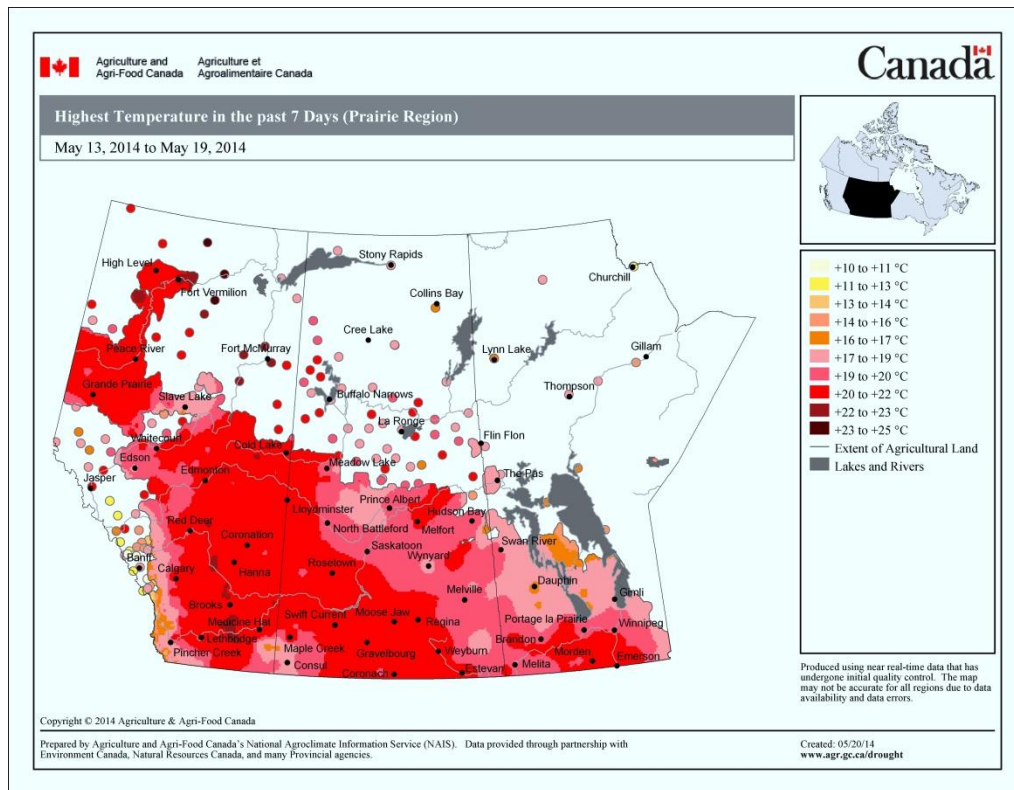 Agriculture and
Agri-Food Canada
Agriculture et
Agroalimentaire Canada
Canada
Highest Temperature in the past 7 Days (Prairie Region)
May 13, 2014 to May 19, 2014
+10 to +11 °C
+11 to +13 °C
+13 to +14 °C
+14 to +16 °C
+16 to +17 °C
+17 to +19 °C
+19 to +20 °C
+20 to +22 °C
+22 to +23 °C
+23 to +25 °C
Extent of Agricultural Land
Lakes and Rivers
High Level
Fort Vermilion
Stony Rapids
Churchill
Collins Bay
Cree Lake
Peace River
Fort McMurray
Lynn Lake
Gillam
Grande Prairie
Slave Lake
Buffalo Narrows
Thompson
La Ronge
Flin Flon
Whitecourt
Cold Lake
Edson
Meadow Lake
Jasper
Edmonton
The Pas
Lloydminster
Prince Albert
Hudson Bay
Red Deer
North Battleford
Melfort
Coronation
Saskatoon
Swan River
Banff
Hanna
Rosetown
Wynyard
Calgary
Dauphin
Brooks
Melville
Gimli
Medicine Hat
Swift Current
Moose Jaw
Regina
Portage la Prairie
Winnipeg
Lethbridge
Brandon
Pincher Creek
Maple Creek
Gravelbourg
Weyburn
Morden
Emerson
Consul
Coronach
Estevan
Melita
Produced using near real-time data that has
undergone initial quality control. The map
may not be accurate for all regions due to data
availability and data errors.
Copyright © 2014 Agriculture & Agri-Food Canada
Prepared by Agriculture and Agri-Food Canada's National Agroclimate Information Service (NAIS). Data provided through partnership with
Environment Canada, Natural Resources Canada, and many Provincial agencies.
Created: 05/20/14
www.agr.gc.ca/drought